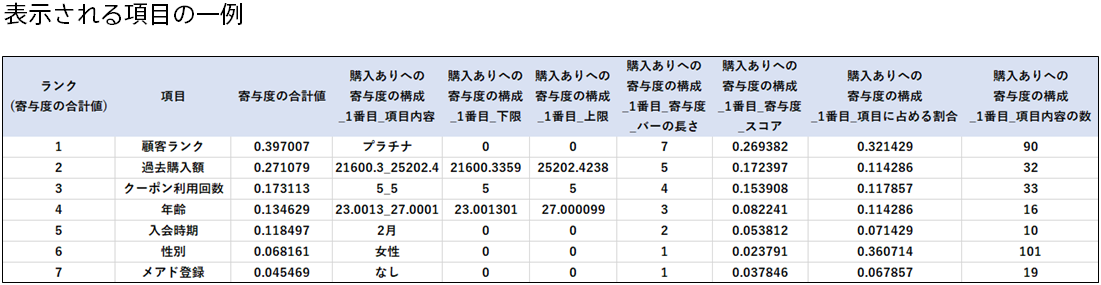 表示される項目の一例
ランク
(寄与度の合計値)
項目
寄与度の合計値
購入ありへの
寄与度の構成
_1番目_項目内容
購入ありへの
寄与度の構成
_1番目_下限
購入ありへの
寄与度の構成
_1番目_上限
購入ありへの
寄与度の構成
_1番目_寄与度
_バーの長さ
購入ありへの
寄与度の構成
_1番目_寄与度
_スコア
購入ありへの
寄与度の構成
_1番目_項目に占める割合
購入ありへの
寄与度の構成
_1番目_項目内容の数
1 顧客ランク 0.397007 プラチナ 0 0 7 0.269382 0.321429 90
2 過去購入額 0.271079 21600.3_25202.4 21600.3359 25202.4238 5 0.172397 0.114286 32
3 クーポン利用回数 0.173113 5_5 5 5 4 0.153908 0.117857 33
4 年齢 0.134629 23.0013_27.0001 23.001301 27.000099 3 0.082241 0.114286 16
5 入会時期 0.118497 2月 0 0 2 0.053812 0.071429 10
6 性別 0.068161 女性 0 0 1 0.023791 0.360714 101
7 メアド登録 0.045469 なし 0 0 1 0.037846 0.067857 19